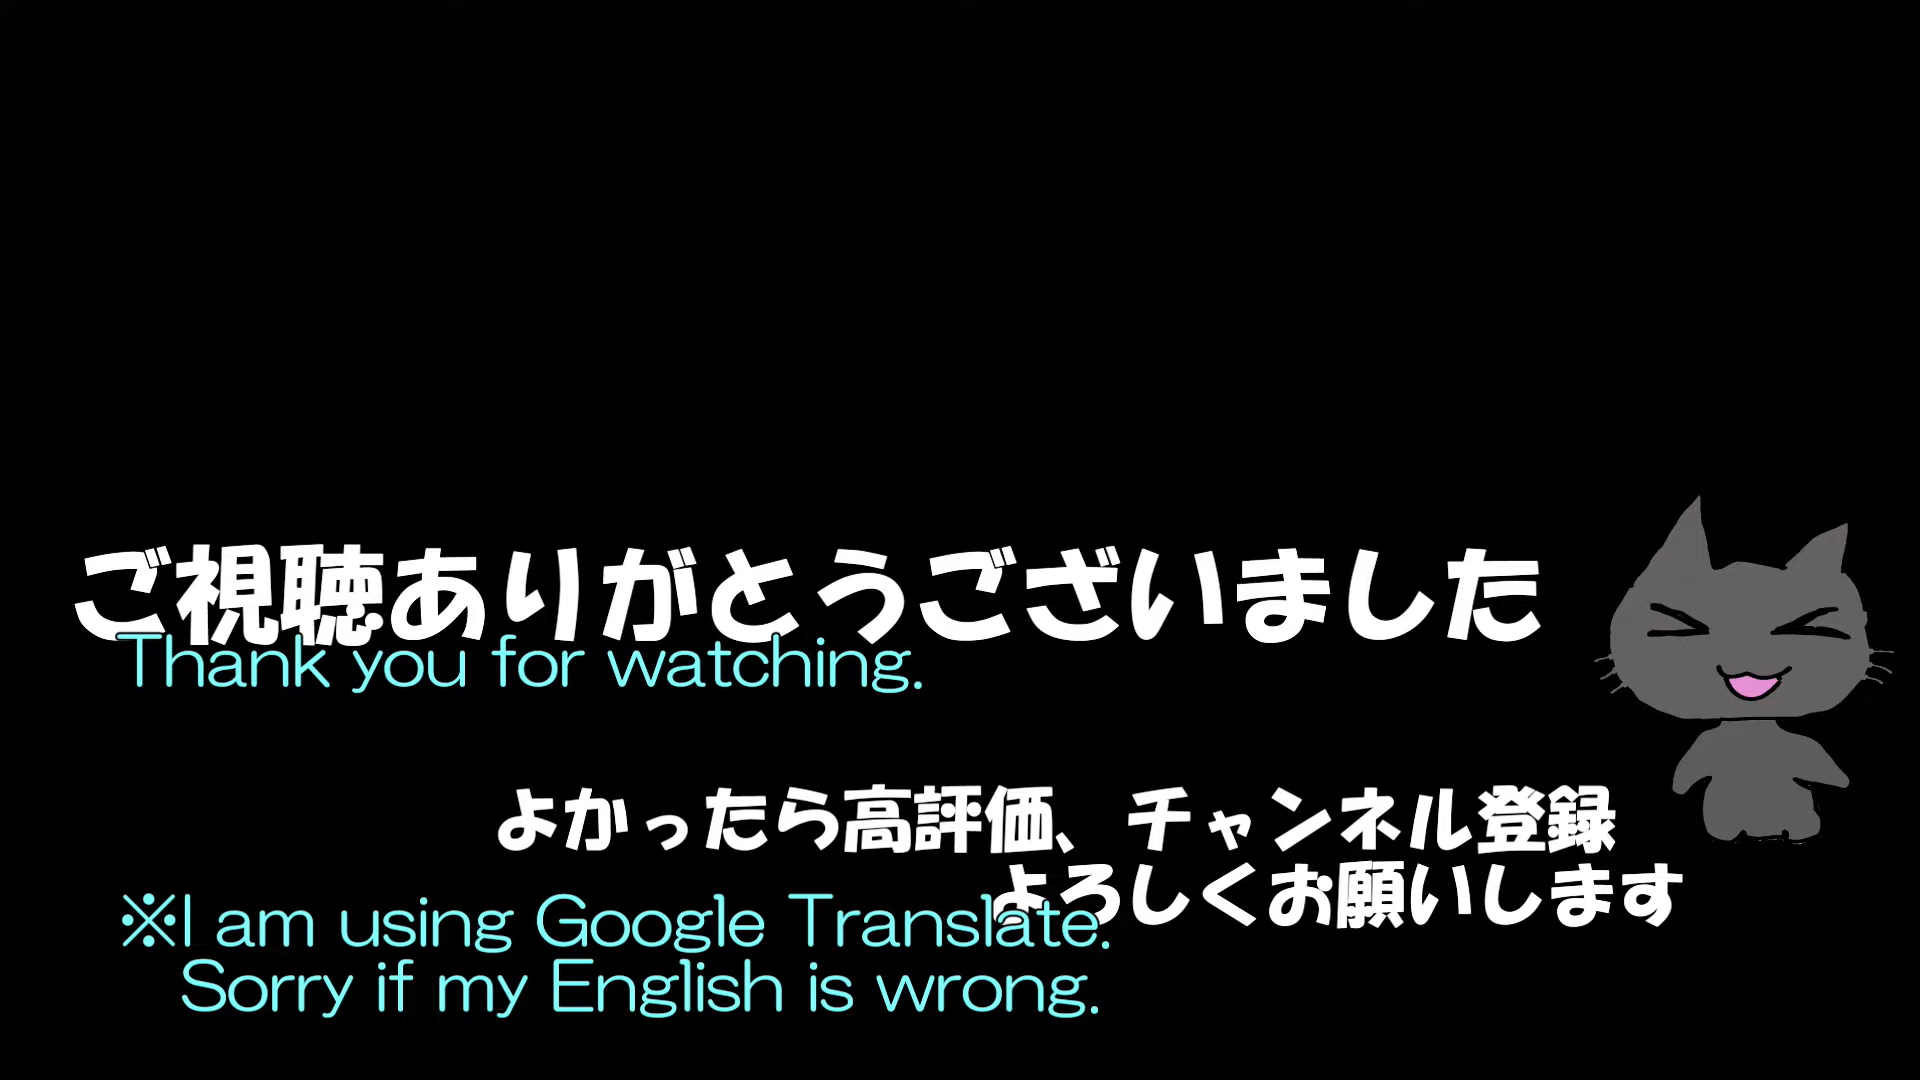 ご視聴ありがとうございました
Thank you for watching.
よかったら高評価、チャンネル登録
よろしくお願いします
※I am using Google Translate.
Sorry if my English is wrong.